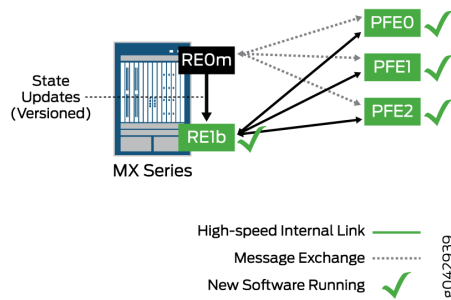 PFE0
RE0m
PFE1
State
Updates
(Versioned)
PFE2
RE1b
MX Series
High-speed Internal Link
Message Exchange
New Software Running